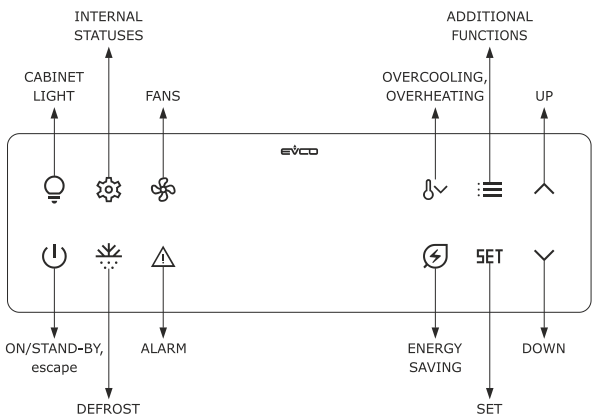 INTERNAL
STATUSES
ADDITIONAL
FUNCTIONS
CABINET
LIGHT
FANS
OVERCOOLING,
OVERHEATING
UP
EVCO
SET
ON/STAND-BY,
escape
ALARM
ENERGY
SAVING
DOWN
DEFROST
SET